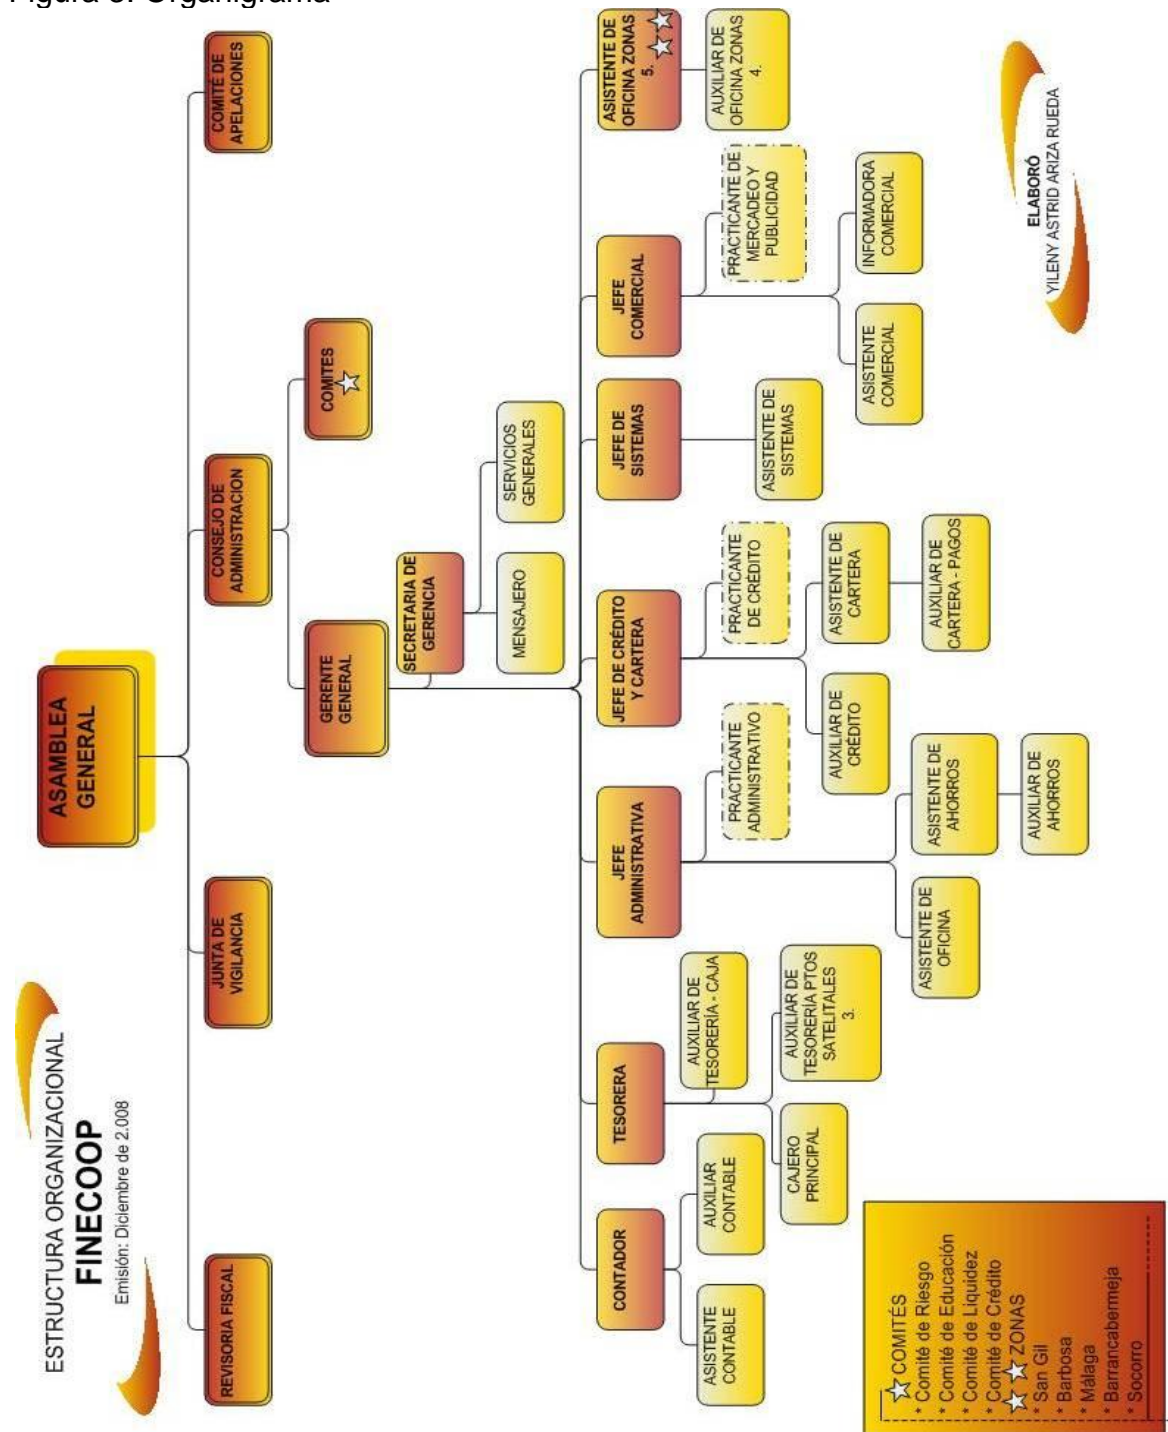 Figura 3. Organigrama
ESTRUCTURA ORGANIZACIONAL
FINECOOP
Emisión: Diciembre de 2.008
ASAMBLEA
GENERAL
REVISORIA FISCAL
JUNTA DE
VIGILANCIA
CONSEJO DE
ADMINISTRACION
COMITÉ DE
APELACIONES
GERENTE
GENERAL
COMITES
SECRETARIA DE
GERENCIA
MENSAJERO
SERVICIOS
GENERALES
CONTADOR
TESORERA
JEFE
ADMINISTRATIVA
JEFE DE CRÉDITO
Y CARTERA
JEFE DE
SISTEMAS
JEFE
COMERCIAL
ASISTENTE DE
OFICINA ZONAS
5.
ASISTENTE
CONTABLE
AUXILIAR
CONTABLE
AUXILIAR DE
TESORERÍA - CAJA
CAJERO
PRINCIPAL
AUXILIAR DE
TESORERÍA PTOS
SATELITALES
3.
PRACTICANTE
ADMINISTRATIVO
ASISTENTE DE
OFICINA
ASISTENTE DE
AHORROS
AUXILIAR DE
AHORROS
PRACTICANTE
DE CRÉDITO
AUXILIAR DE
CRÉDITO
ASISTENTE DE
CARTERA
AUXILIAR DE
CARTERA - PAGOS
ASISTENTE DE
SISTEMAS
PRACTICANTE DE
MERCADEO Y
PUBLICIDAD
ASISTENTE
COMERCIAL
INFORMADORA
COMERCIAL
AUXILIAR DE
OFICINA ZONAS
4.
COMITÉS
* Comité de Riesgo
* Comité de Educación
* Comité de Liquidez
* Comité de Crédito
ZONAS
* San Gil
* Barbosa
* Málaga
* Barrancabermeja
* Socorro
ELABORÓ
YILENY ASTRID ARIZA RUEDA